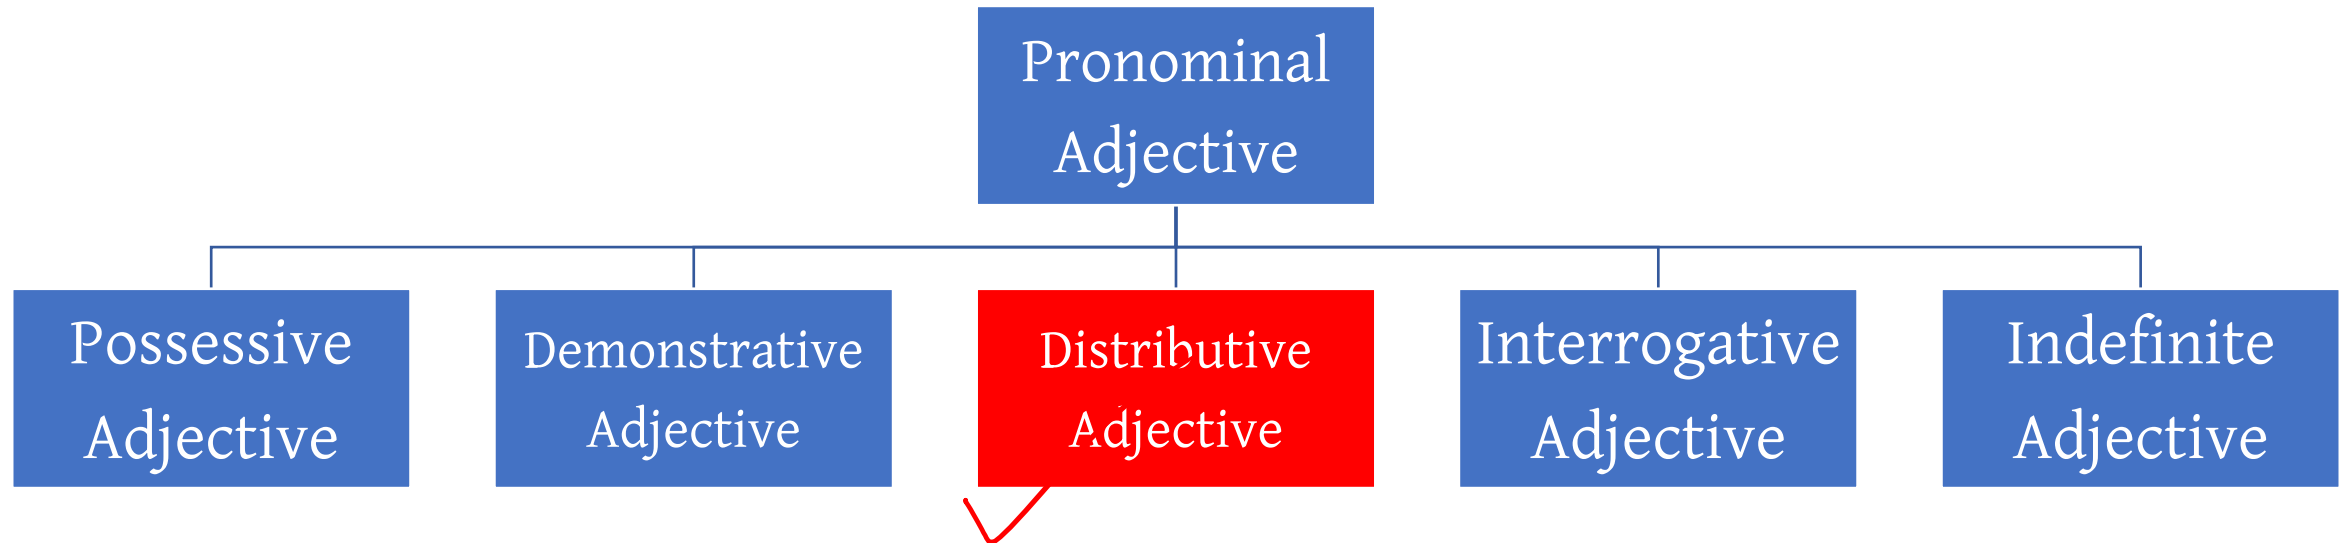 Pronominal
Adjective
Possessive
Adjective
Demonstrative
Adjective
Distributive
Adjective
Interrogative
Adjective
Indefinite
Adjective